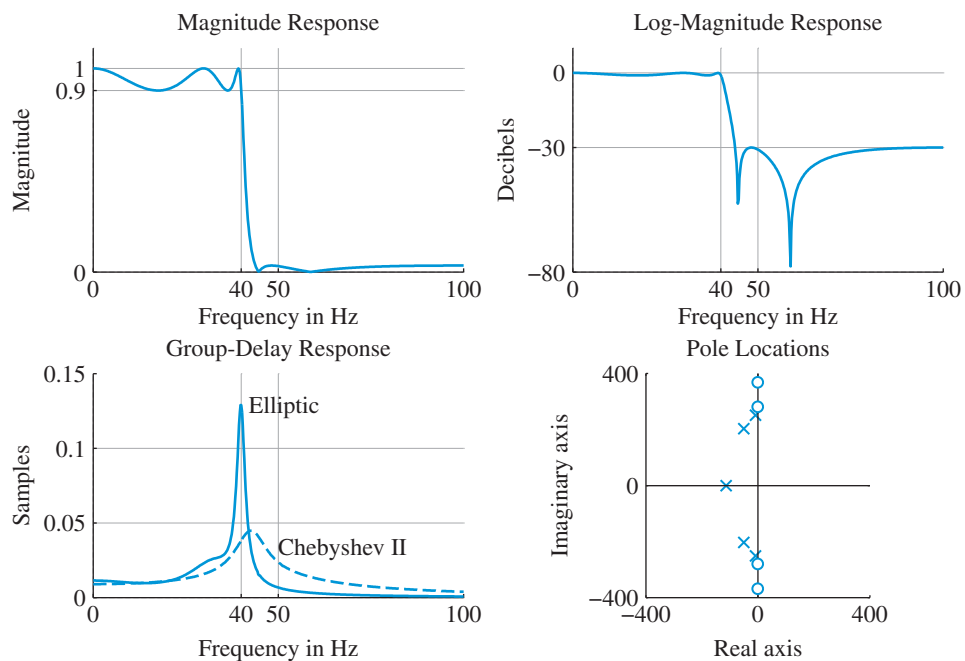 Magnitude Response
Log-Magnitude Response
1
0.9
0
Magnitude
0
40
50
100
Frequency in Hz
0
−30
−80
Decibels
0
40
50
100
Frequency in Hz
Group-Delay Response
Pole Locations
0.15
0.1
0.05
0
Samples
Elliptic
Chebyshev II
0
40
50
100
Frequency in Hz
400
0
−400
Imaginary axis
−400
0
400
Real axis